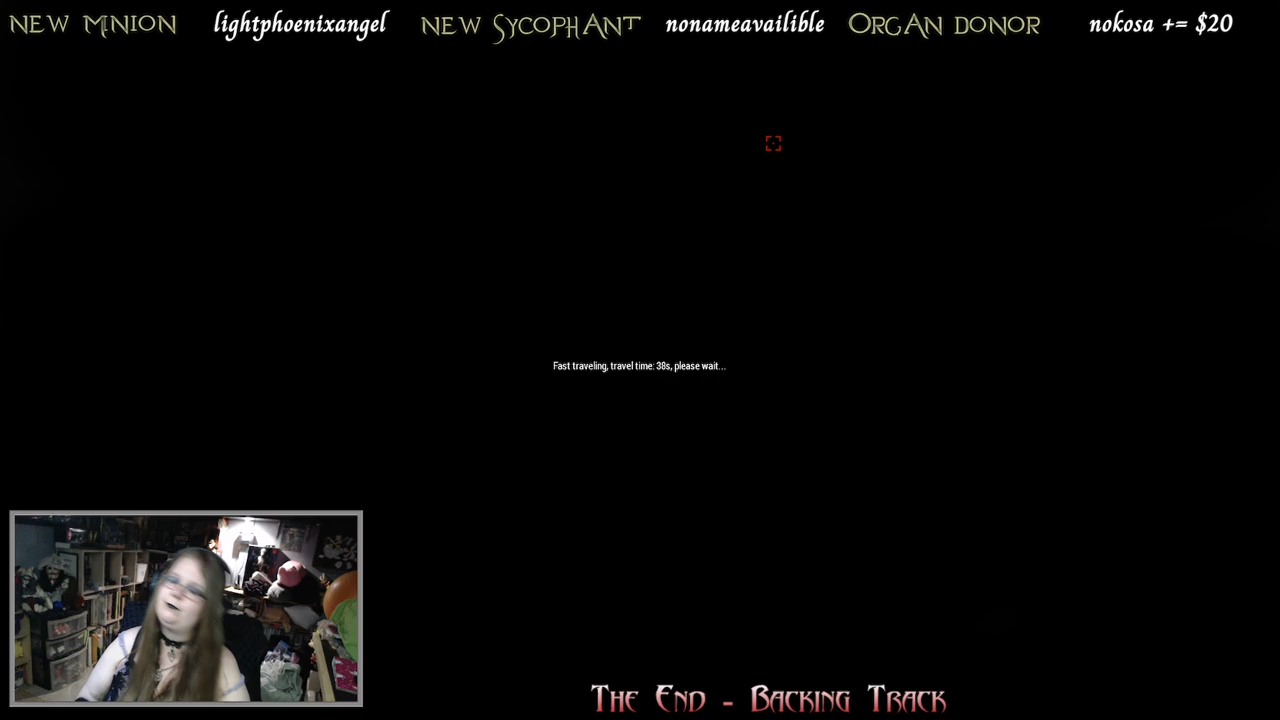 NEW MINION lightphoenixangel NEW SYCOPHANT nonameavailible ORGAN DONOR nokosa += $20
Fast traveling, travel time: 38s, please wait...
THE END - BACKING TRACK